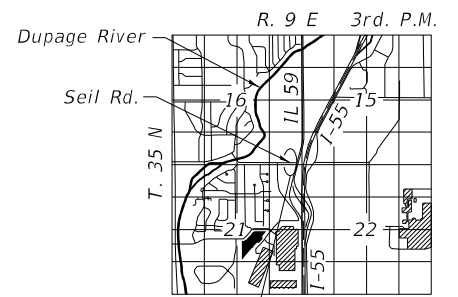 R. 9 E 3rd. P.M.
Dupage River
Seil Rd.
16
IL 59
15
I-55
T. 35 N
21
22
I-55